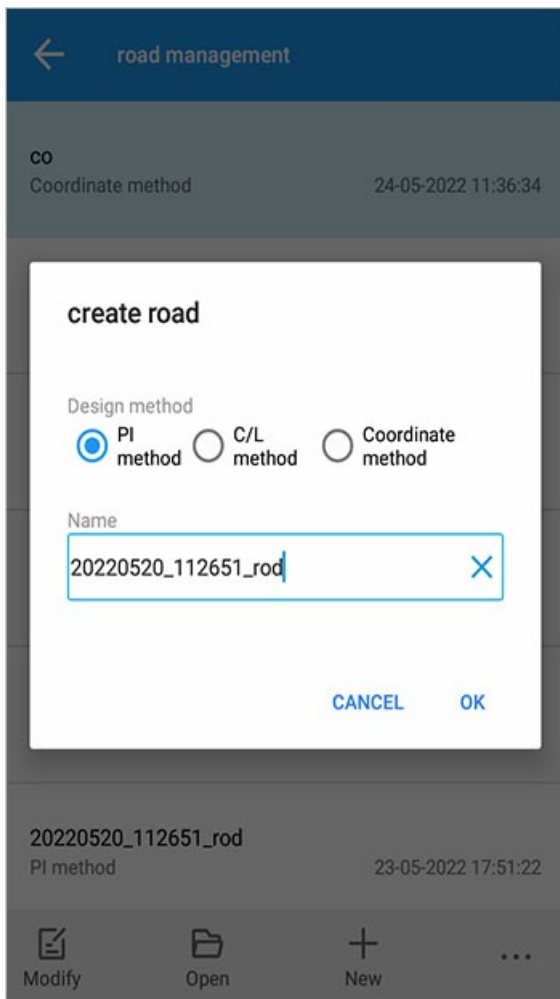 road management
co
Coordinate method 24-05-2022 11:36:34
create road
Design method
PI method C/L method Coordinate method
Name
20220520_112651_rod
CANCEL OK
20220520_112651_rod
PI method 23-05-2022 17:51:22
Modify Open New